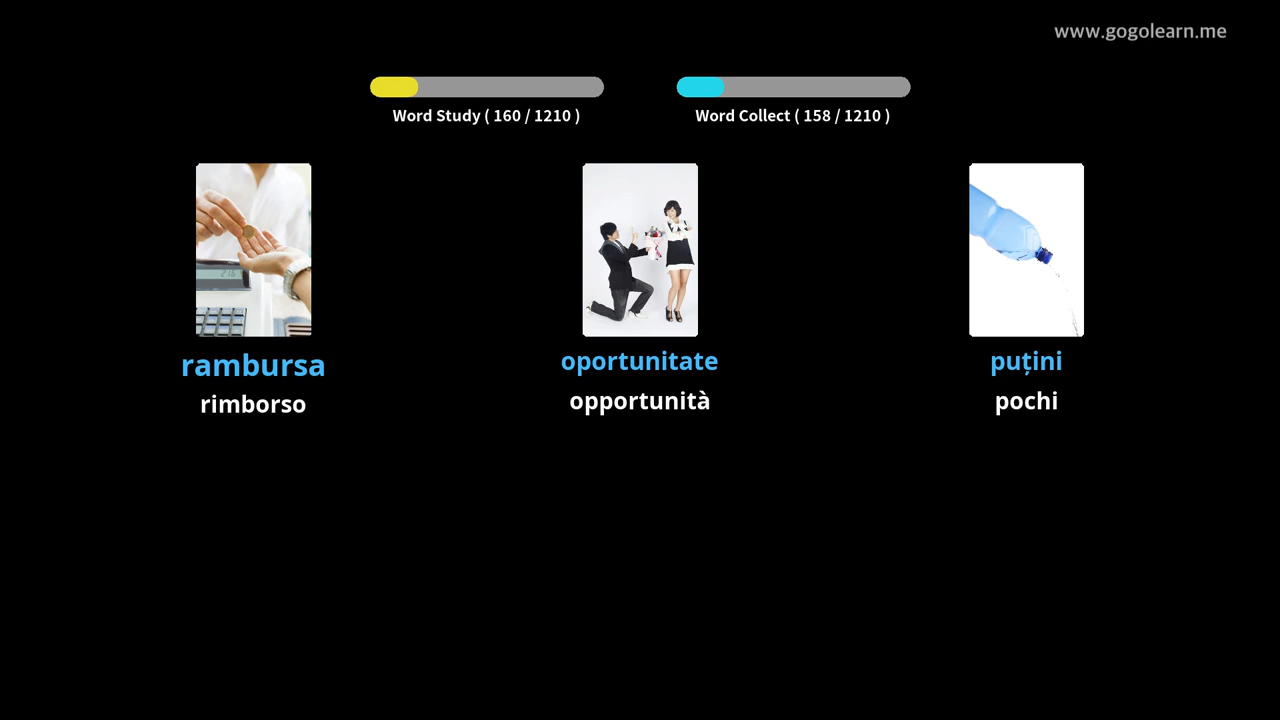 www.gogolearn.me
Word Study ( 160 / 1210 )
Word Collect ( 158 / 1210 )
rambursa
rimborso
oportunitate
opportunità
puțini
pochi